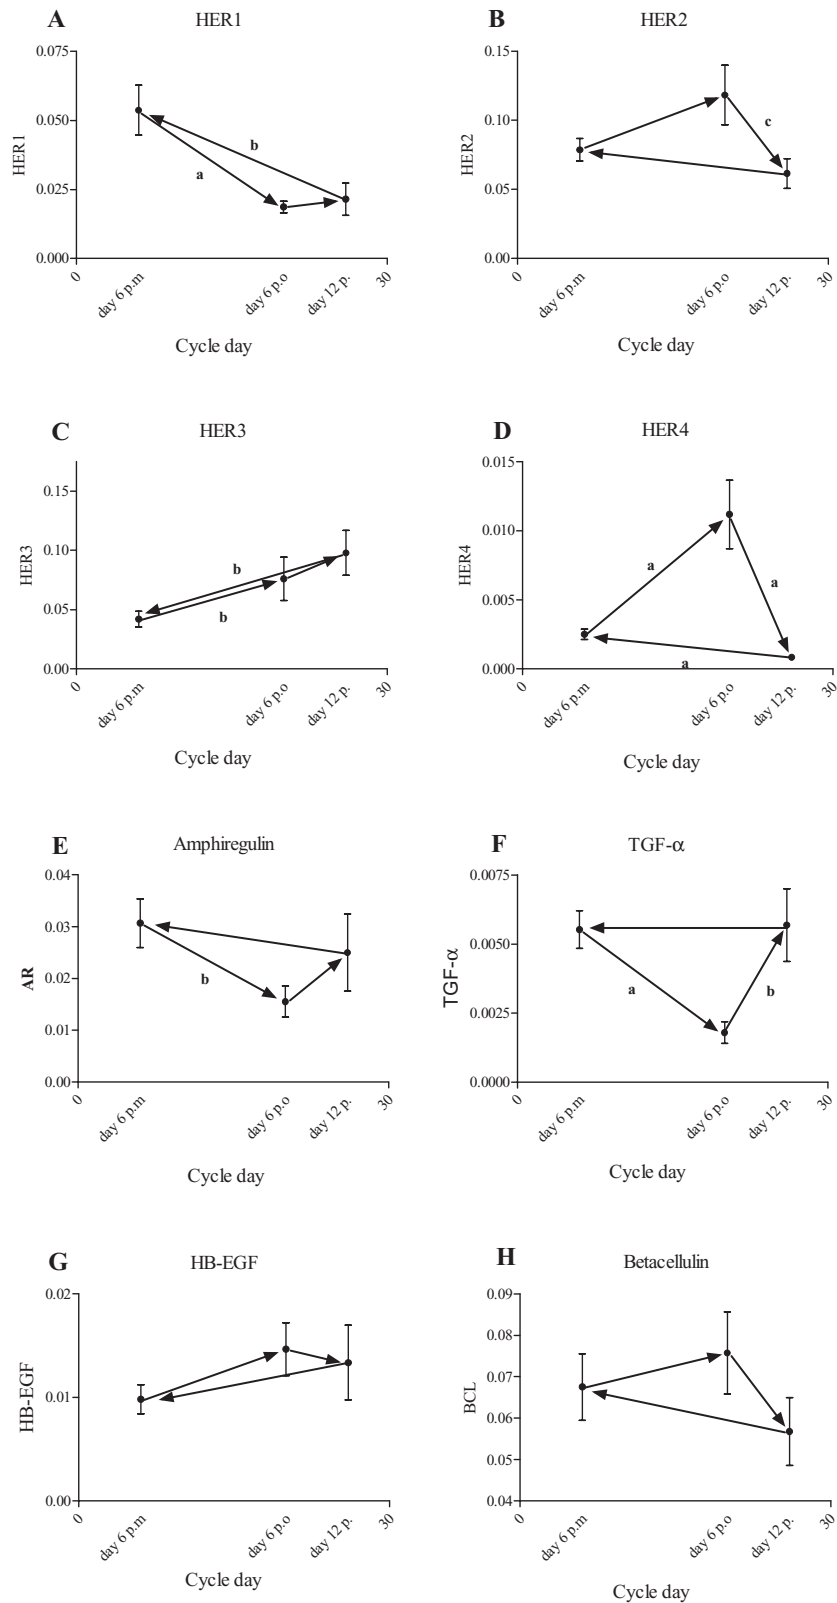 A
HER1
0.075
0.050
0.025
0.000
HER1
a
b
0
day 6 p.m
day 6 p.o
day 12 p.
30
Cycle day
B
HER2
0.15
0.10
0.05
0.00
HER2
c
0
day 6 p.m
day 6 p.o
day 12 p.
30
Cycle day
C
HER3
0.15
0.10
0.05
0.00
HER3
b
b
0
day 6 p.m
day 6 p.o
day 12 p.
30
Cycle day
D
HER4
0.015
0.010
0.005
0.000
HER4
a
a
a
0
day 6 p.m
day 6 p.o
day 12 p.
30
Cycle day
E
Amphiregulin
0.04
0.03
0.02
0.01
0.00
AR
b
0
day 6 p.m
day 6 p.o
day 12 p.
30
Cycle day
F
TGF-α
0.0075
0.0050
0.0025
0.0000
TGF-α
a
b
0
day 6 p.m
day 6 p.o
day 12 p.
30
Cycle day
G
HB-EGF
0.02
0.01
0.00
HB-EGF
0
day 6 p.m
day 6 p.o
day 12 p.
30
Cycle day
H
Betacellulin
0.09
0.08
0.07
0.06
0.05
0.04
BCL
0
day 6 p.m
day 6 p.o
day 12 p.
30
Cycle day